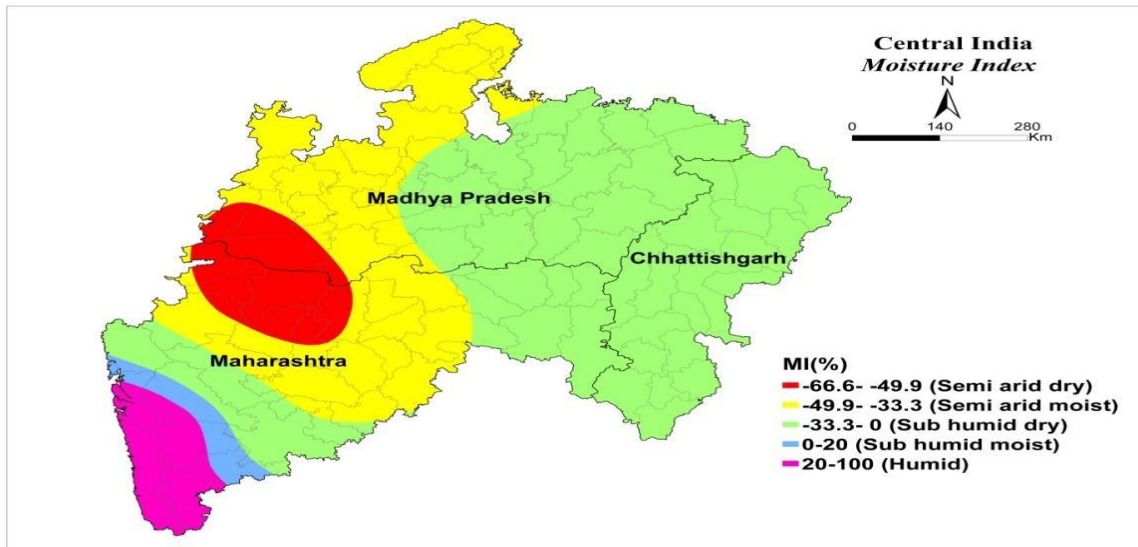 Central India
Moisture Index
N
0 140 280
Km
Madhya Pradesh
Chhattishgarh
Maharashtra
MI(%)
-66.6- -49.9 (Semi arid dry)
-49.9- -33.3 (Semi arid moist)
-33.3- 0 (Sub humid dry)
0-20 (Sub humid moist)
20-100 (Humid)